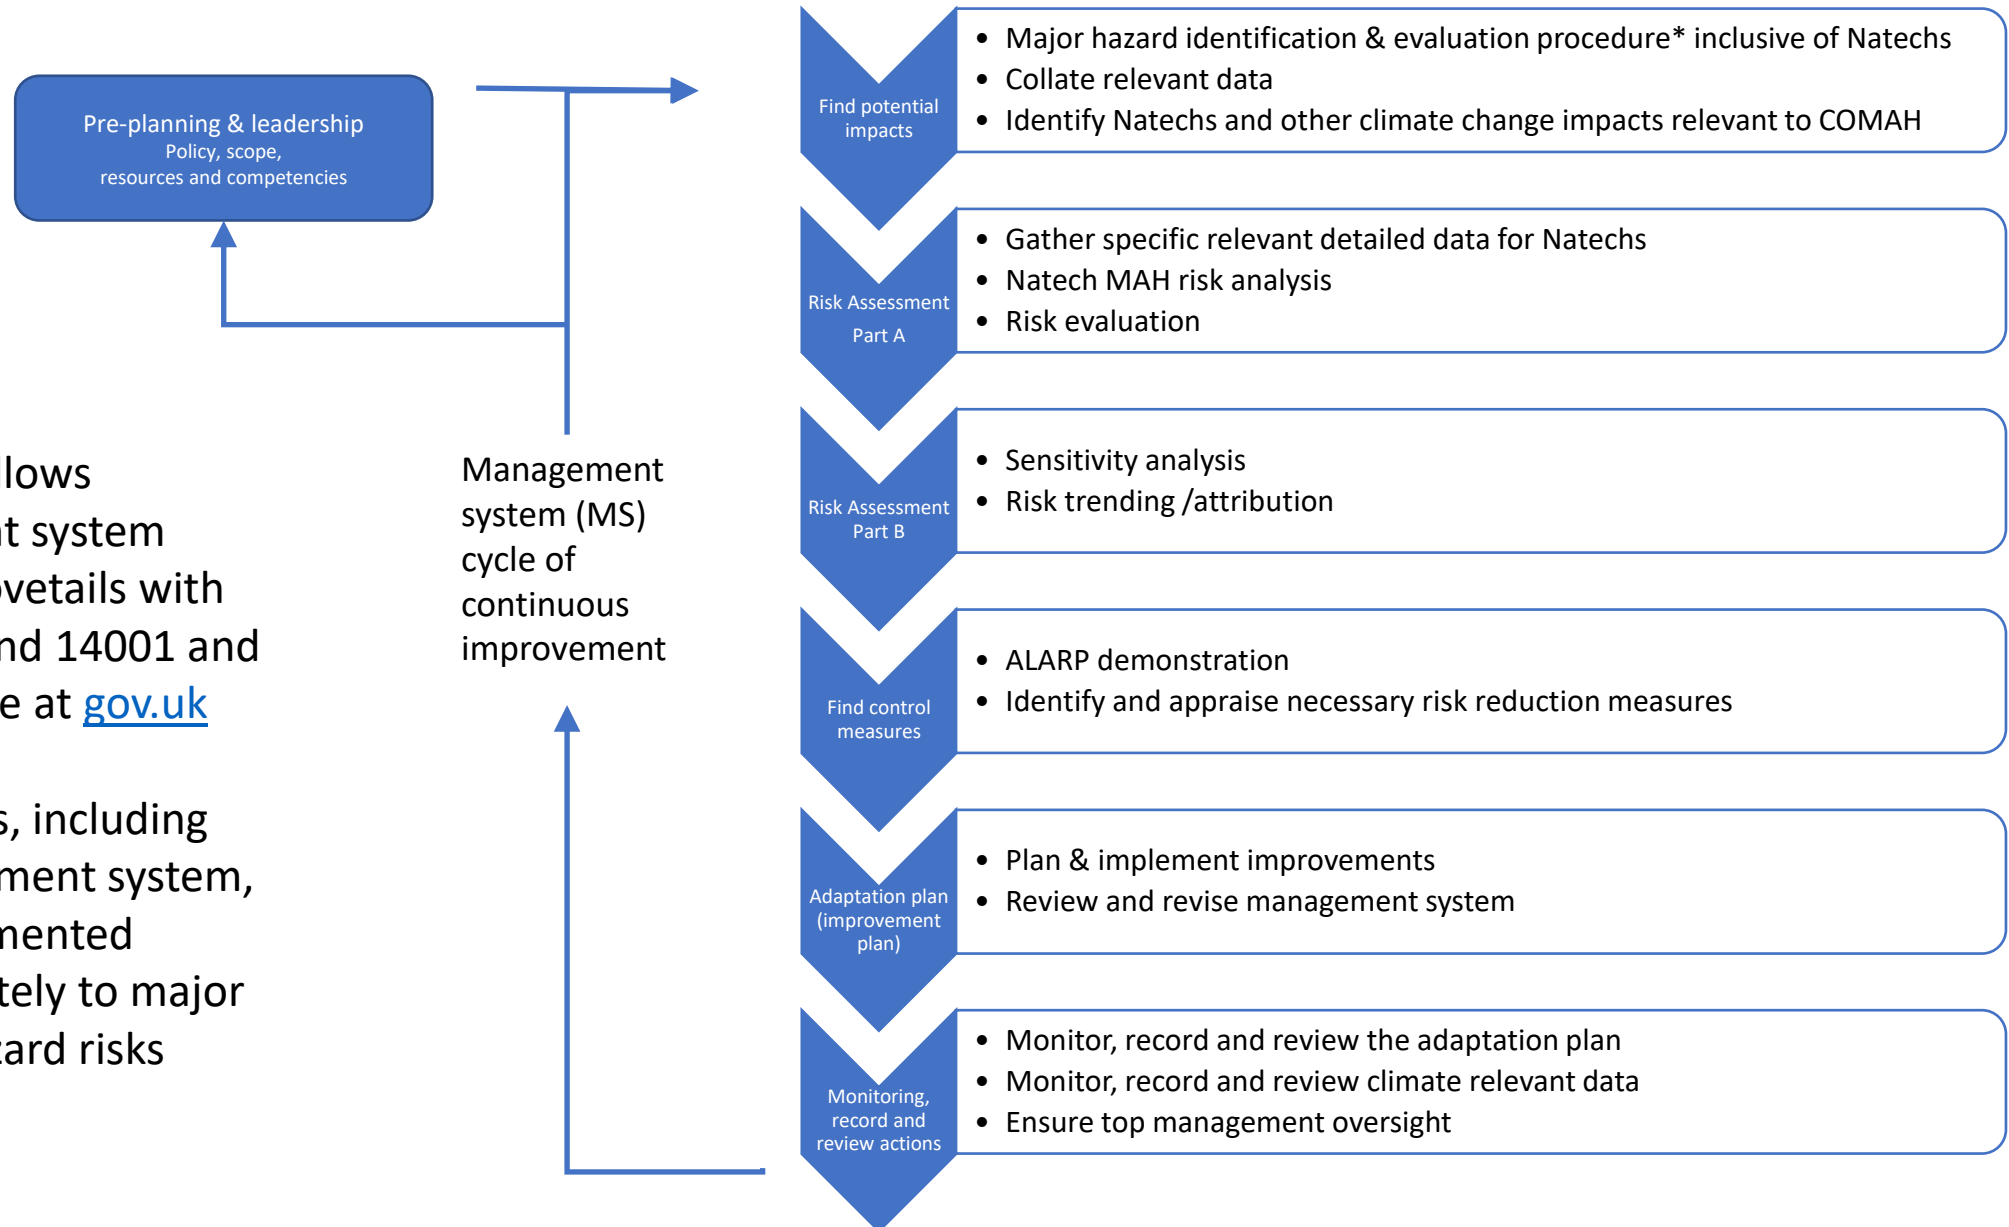 Pre-planning & leadership
Policy, scope,
resources and competencies
Find potential
impacts
• Major hazard identification & evaluation procedure* inclusive of Natechs
• Collate relevant data
• Identify Natechs and other climate change impacts relevant to COMAH
Risk Assessment
Part A
• Gather specific relevant detailed data for Natechs
• Natech MAH risk analysis
• Risk evaluation
Risk Assessment
Part B
• Sensitivity analysis
• Risk trending /attribution
Find control
measures
• ALARP demonstration
• Identify and appraise necessary risk reduction measures
Adaptation plan
(improvement
plan)
• Plan & implement improvements
• Review and revise management system
Monitoring,
record and
review actions
• Monitor, record and review the adaptation plan
• Monitor, record and review climate relevant data
• Ensure top management oversight
Management
system (MS)
cycle of
continuous
improvement
llows
t system
ovetails with
nd 14001 and
e at gov.uk
s, including
ment system,
mented
tely to major
zard risks